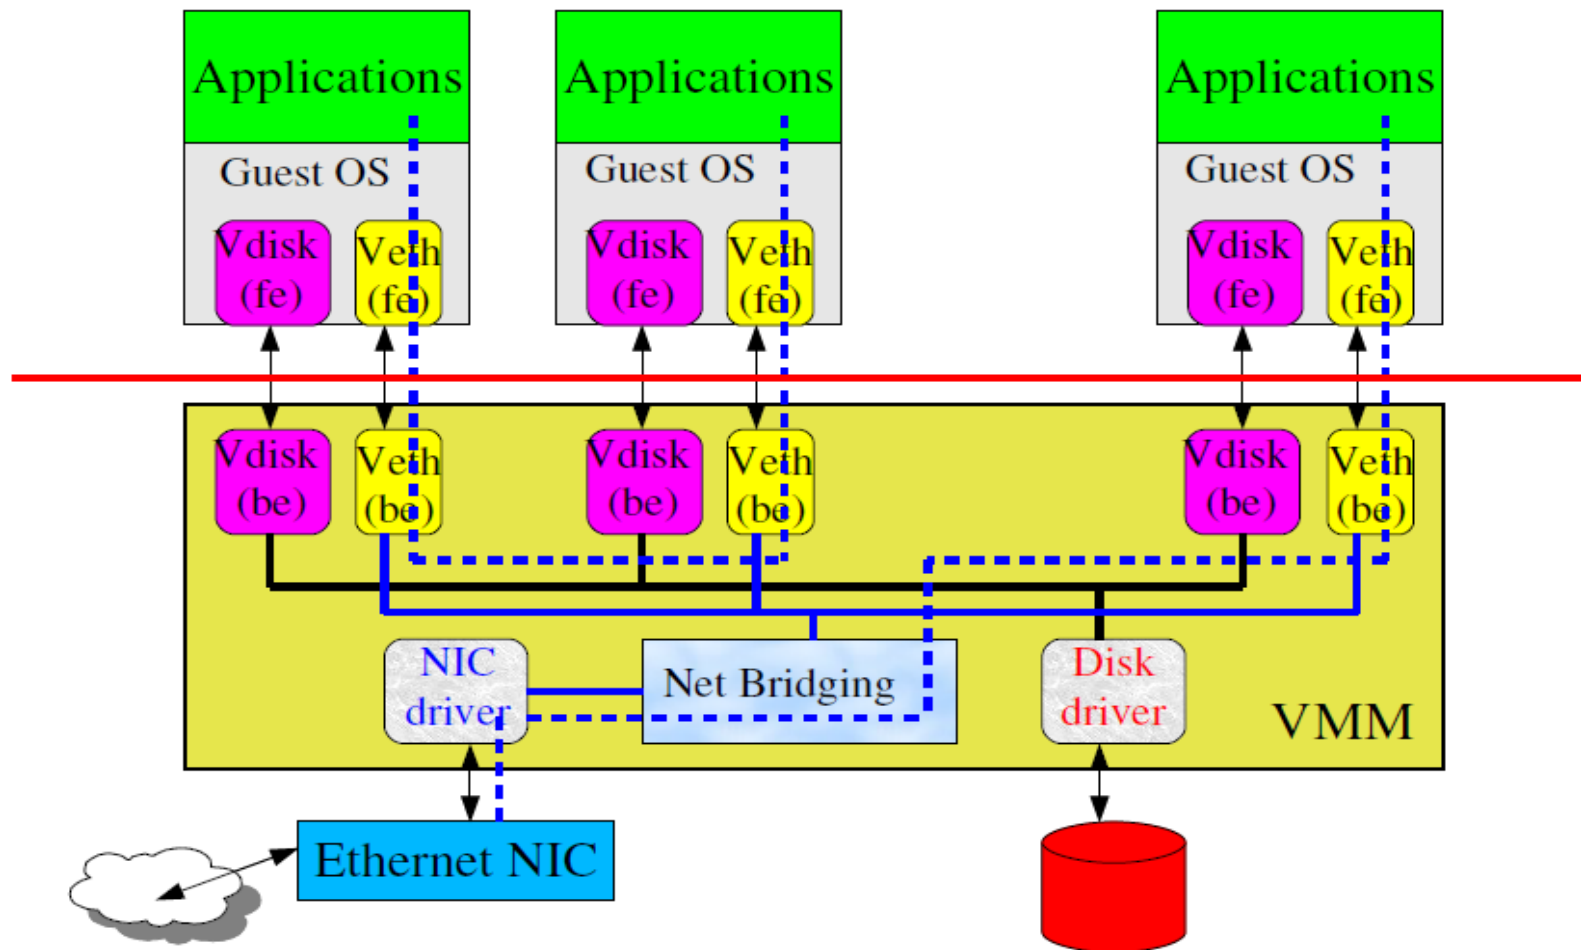 Applications
Applications
Applications
Guest OS
Guest OS
Guest OS
Vdisk
(fe)
Veth
(fe)
Vdisk
(fe)
Veth
(fe)
Vdisk
(fe)
Veth
(fe)
Vdisk
(be)
Veth
(be)
Vdisk
(be)
Veth
(be)
Vdisk
(be)
Veth
(be)
NIC
driver
Net Bridging
Disk
driver
VMM
Ethernet NIC